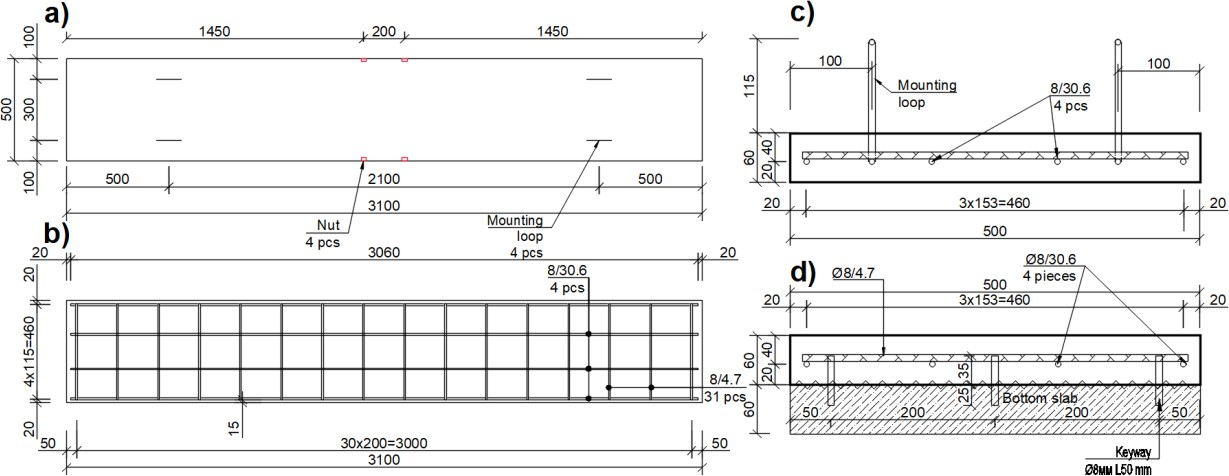 a)
1450
200
1450
100
500
300
100
500
2100
500
3100
Nut
4 pcs
Mounting
loop
4 pcs
b)
20
3060
20
20
4x115=460
20
8/30.6
4 pcs
8/4.7
31 pcs
15
50
30x200=3000
50
3100
c)
100
100
115
Mounting
loop
8/30.6
4 pcs
60
40
20
20
3x153=460
20
500
d)
Ø8/4.7
Ø8/30.6
4 pieces
500
20
3x153=460
20
60
40
20
60
35
25
Bottom slab
50
200
200
50
Keyway
Ø8мм L50 mm